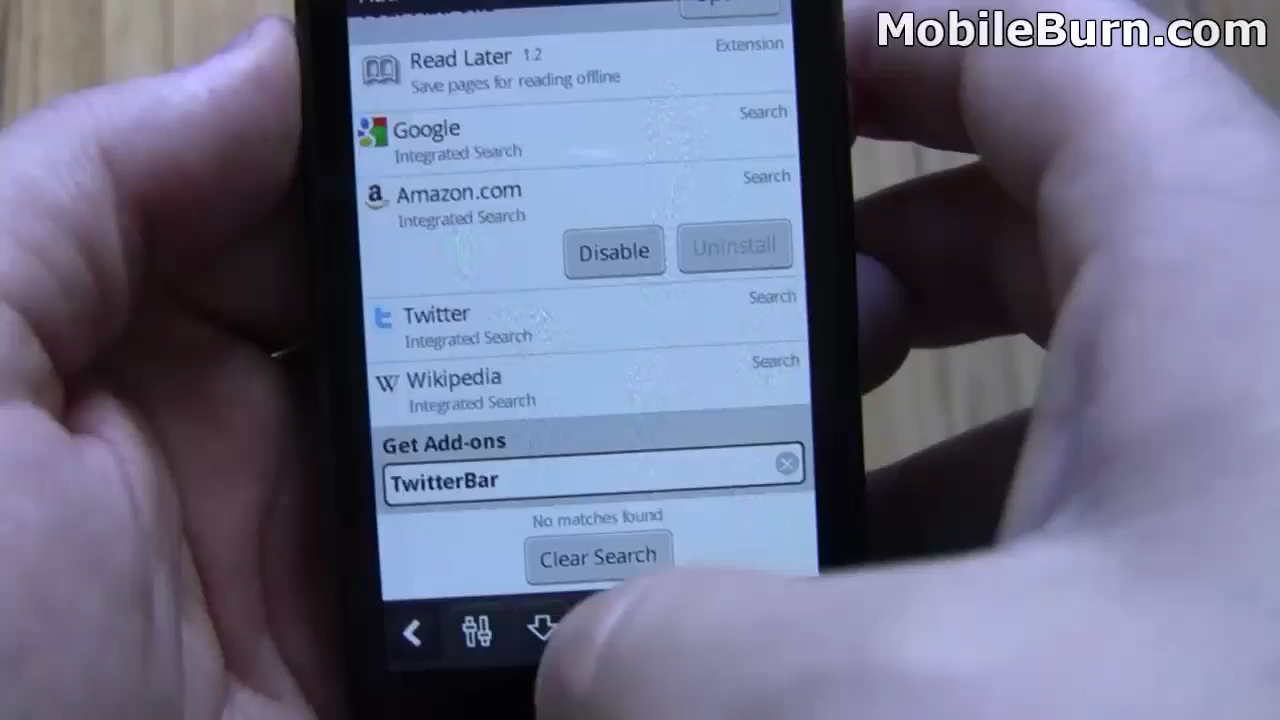 MobileBurn.com
Read Later 1.2
Extension
Save pages for reading offline
Google
Search
Integrated Search
Amazon.com
Search
Integrated Search
Disable
Uninstall
Twitter
Search
Integrated Search
Wikipedia
Search
Integrated Search
Get Add-ons
TwitterBar
No matches found
Clear Search